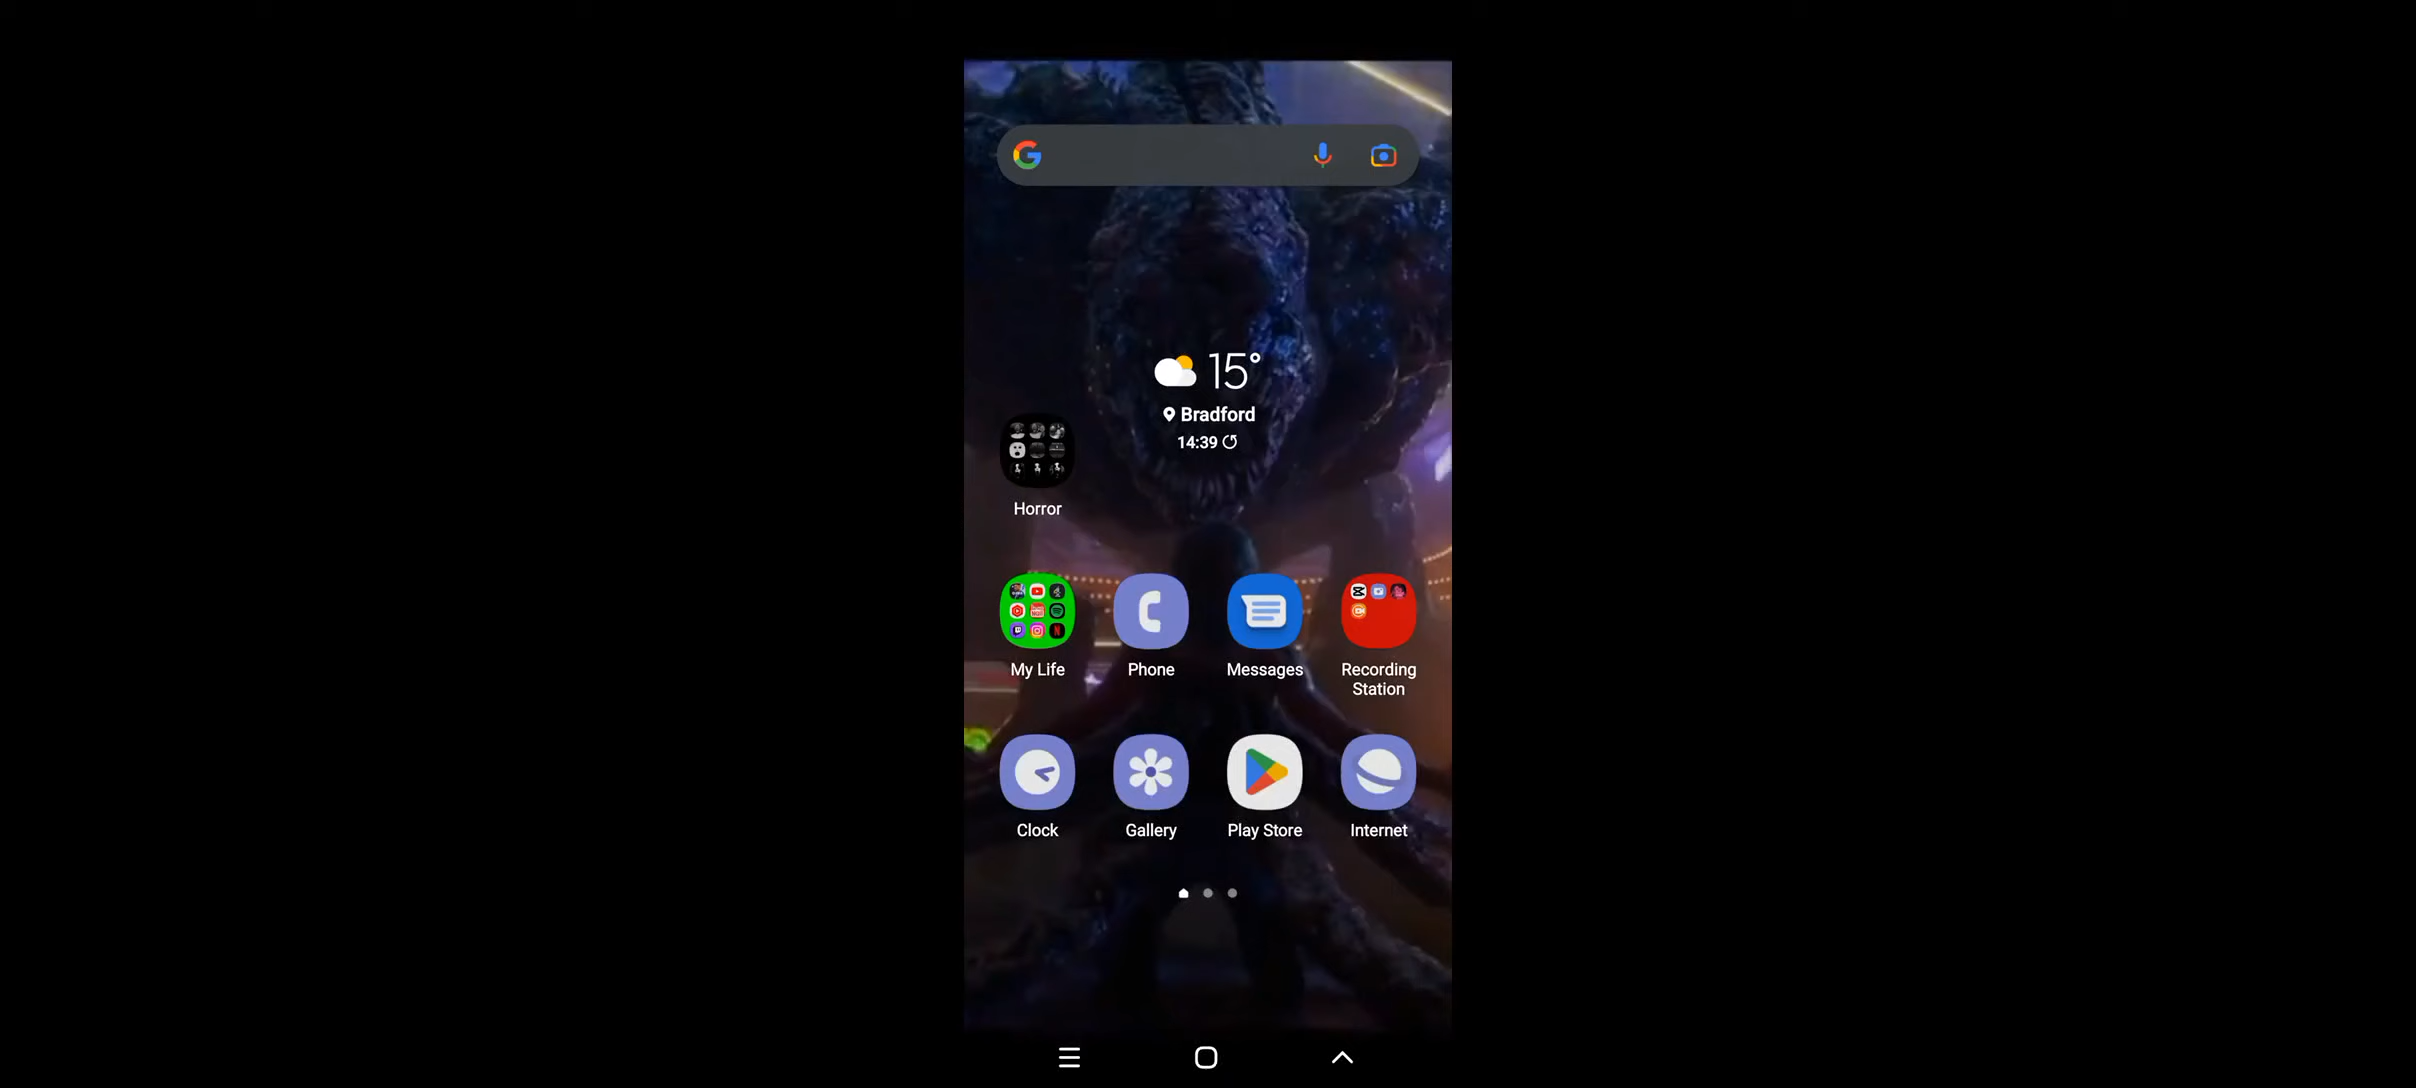 15°
Bradford
14:39
Horror
My Life
Phone
Messages
Recording
Station
Clock
Gallery
Play Store
Internet